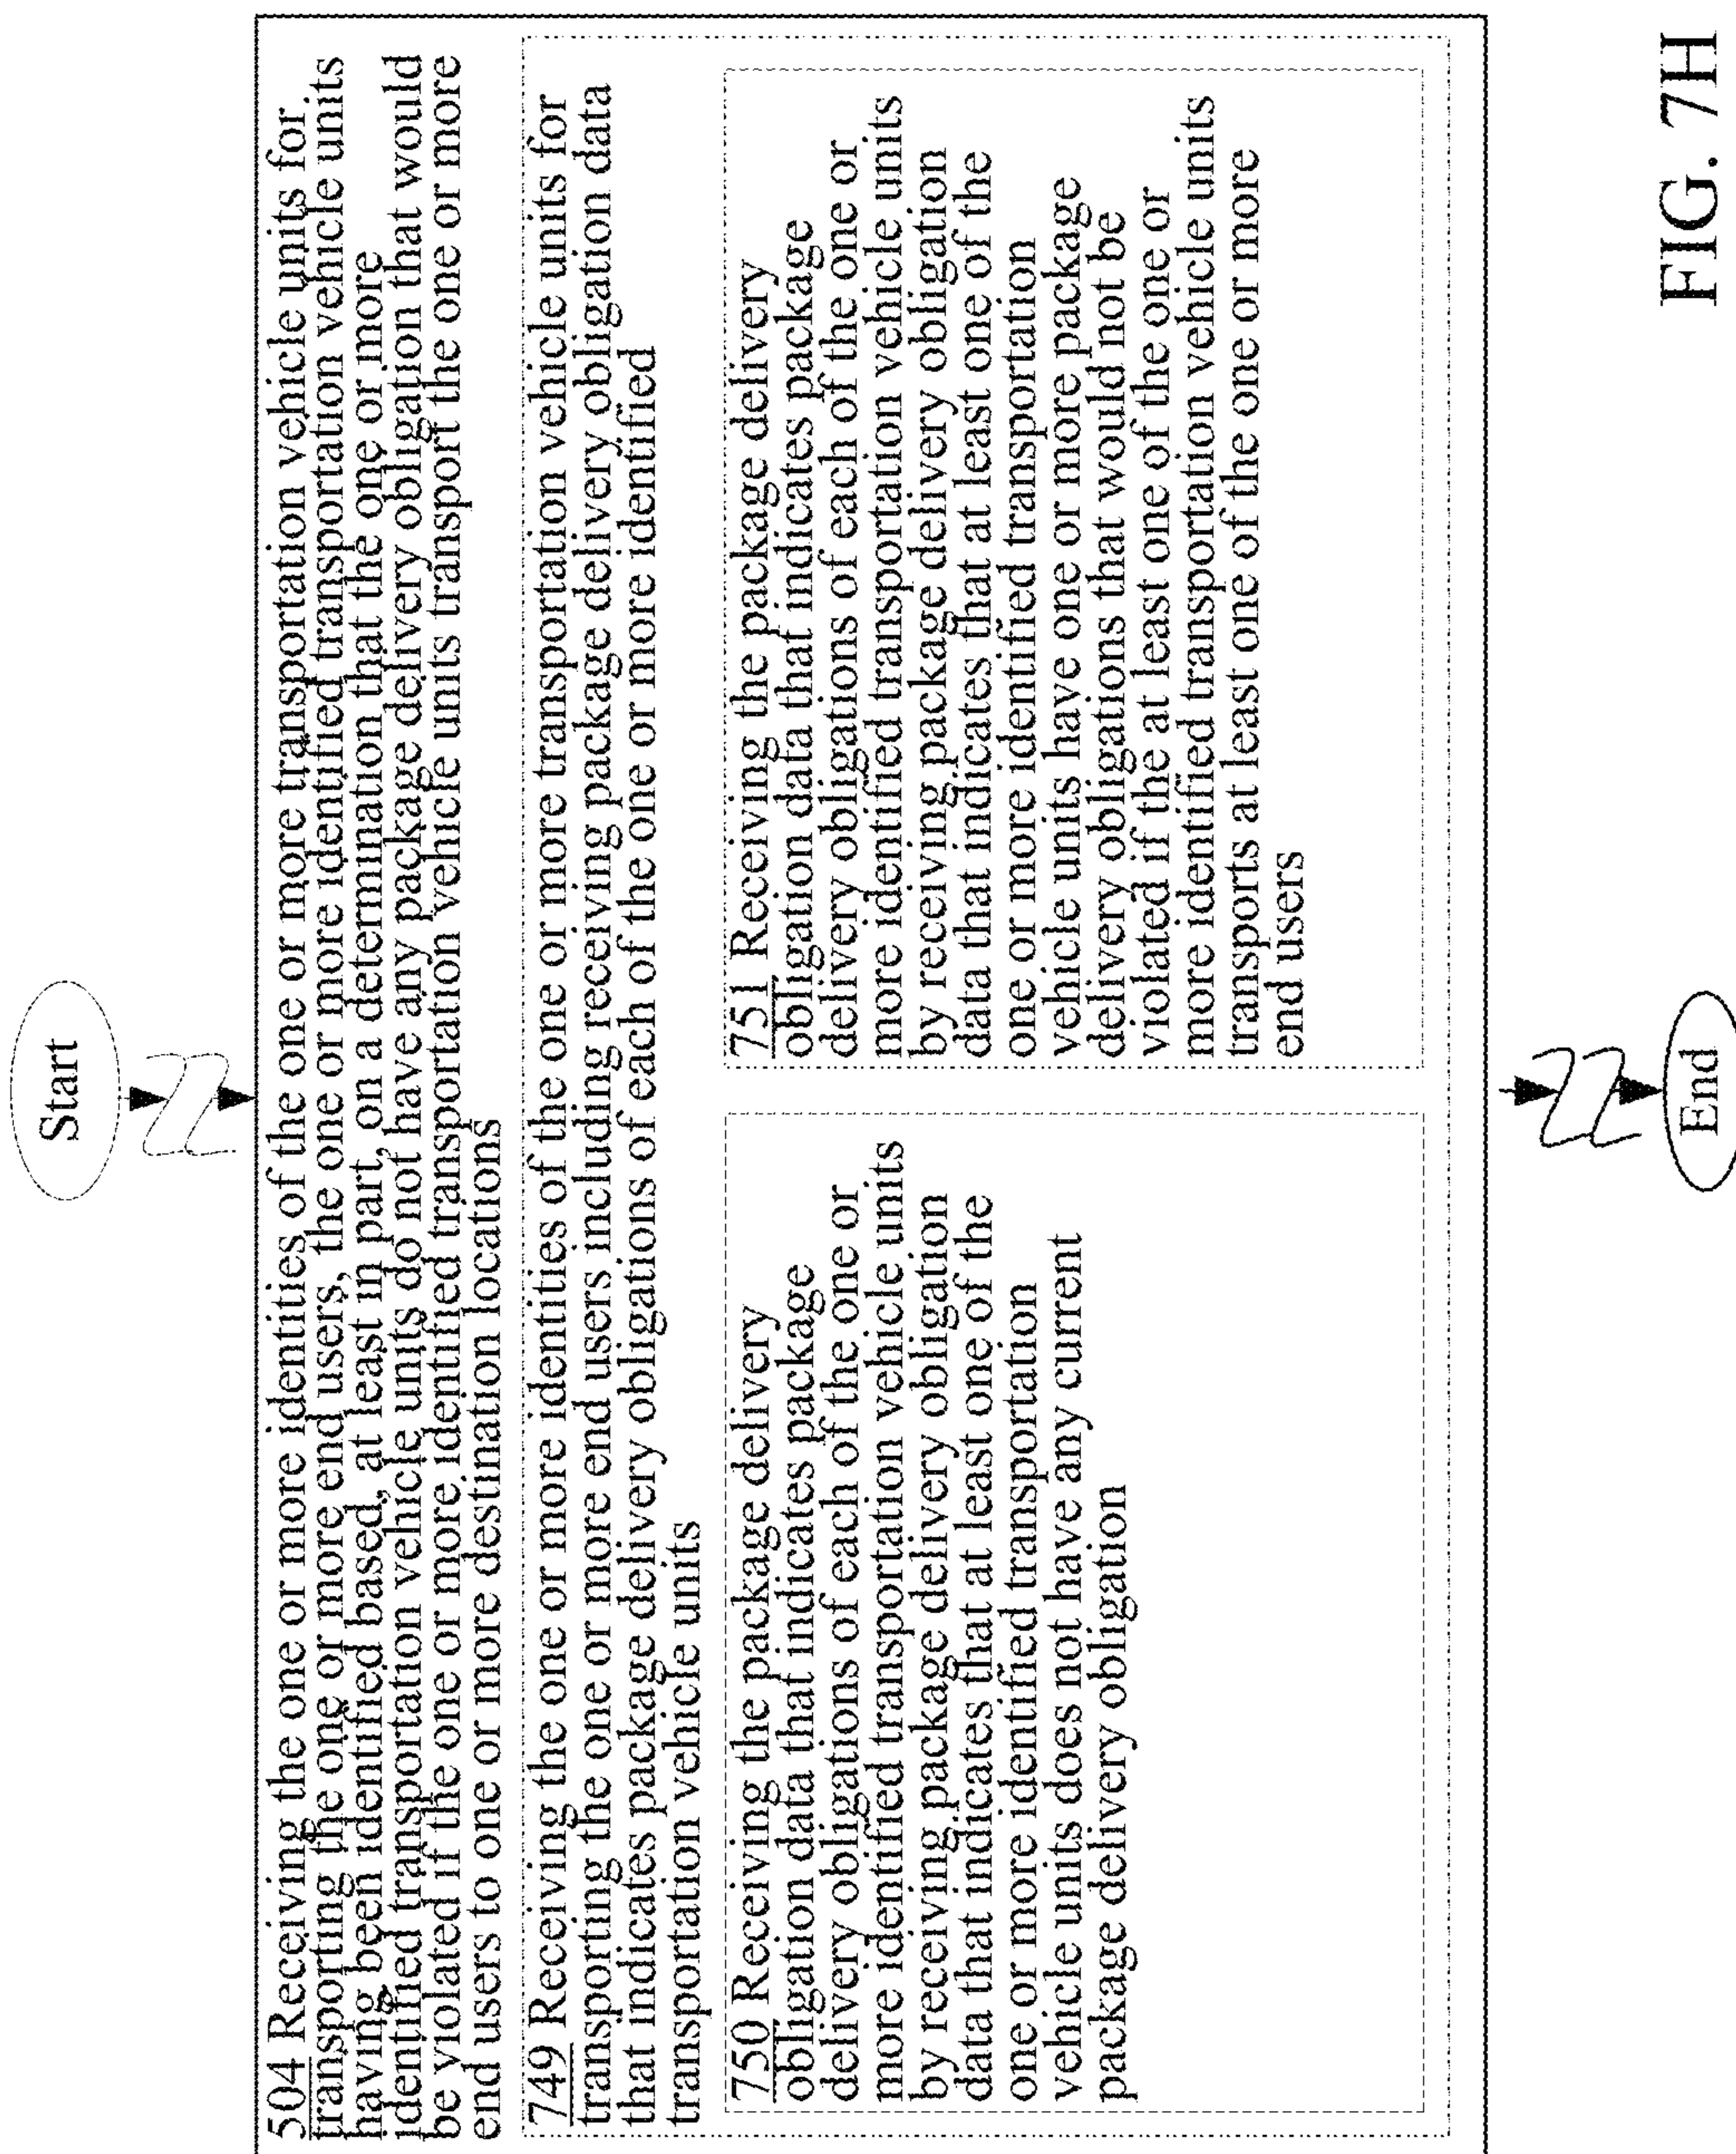 Start
504 Receiving the one or more identities of the one or more transportation vehicle units for
transporting the one or more end users, the one or more identified transportation vehicle units
having been identified based, at least in part, on a determination that the one or more
identified transportation vehicle units do not have any package delivery obligation that would
be violated if the one or more identified transportation vehicle units transport the one or more
end users to one or more destination locations
749 Receiving the one or more identities of the one or more transportation vehicle units for
transporting the one or more end users including receiving package delivery obligation data
that indicates package delivery obligations of each of the one or more identified
transportation vehicle units
750 Receiving the package delivery
obligation data that indicates package
delivery obligations of each of the one or
more identified transportation vehicle units
by receiving package delivery obligation
data that indicates that at least one of the
one or more identified transportation
vehicle units does not have any current
package delivery obligation
751 Receiving the package delivery
obligation data that indicates package
delivery obligations of each of the one or
more identified transportation vehicle units
by receiving package delivery obligation
data that indicates that at least one of the
one or more identified transportation
vehicle units have one or more package
delivery obligations that would not be
violated if the at least one of the one or
more identified transportation vehicle units
transports at least one of the one or more
end users
End
FIG. 7H